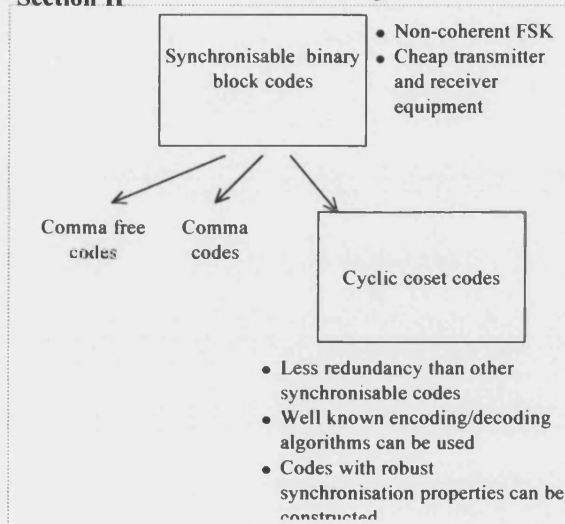 Section II
Synchronisable binary
block codes
• Non-coherent FSK
• Cheap transmitter
and receiver
equipment
Comma free
codes
Comma
codes
Cyclic coset codes
• Less redundancy than other
synchronisable codes
• Well known encoding/decoding
algorithms can be used
• Codes with robust
synchronisation properties can be
constructed